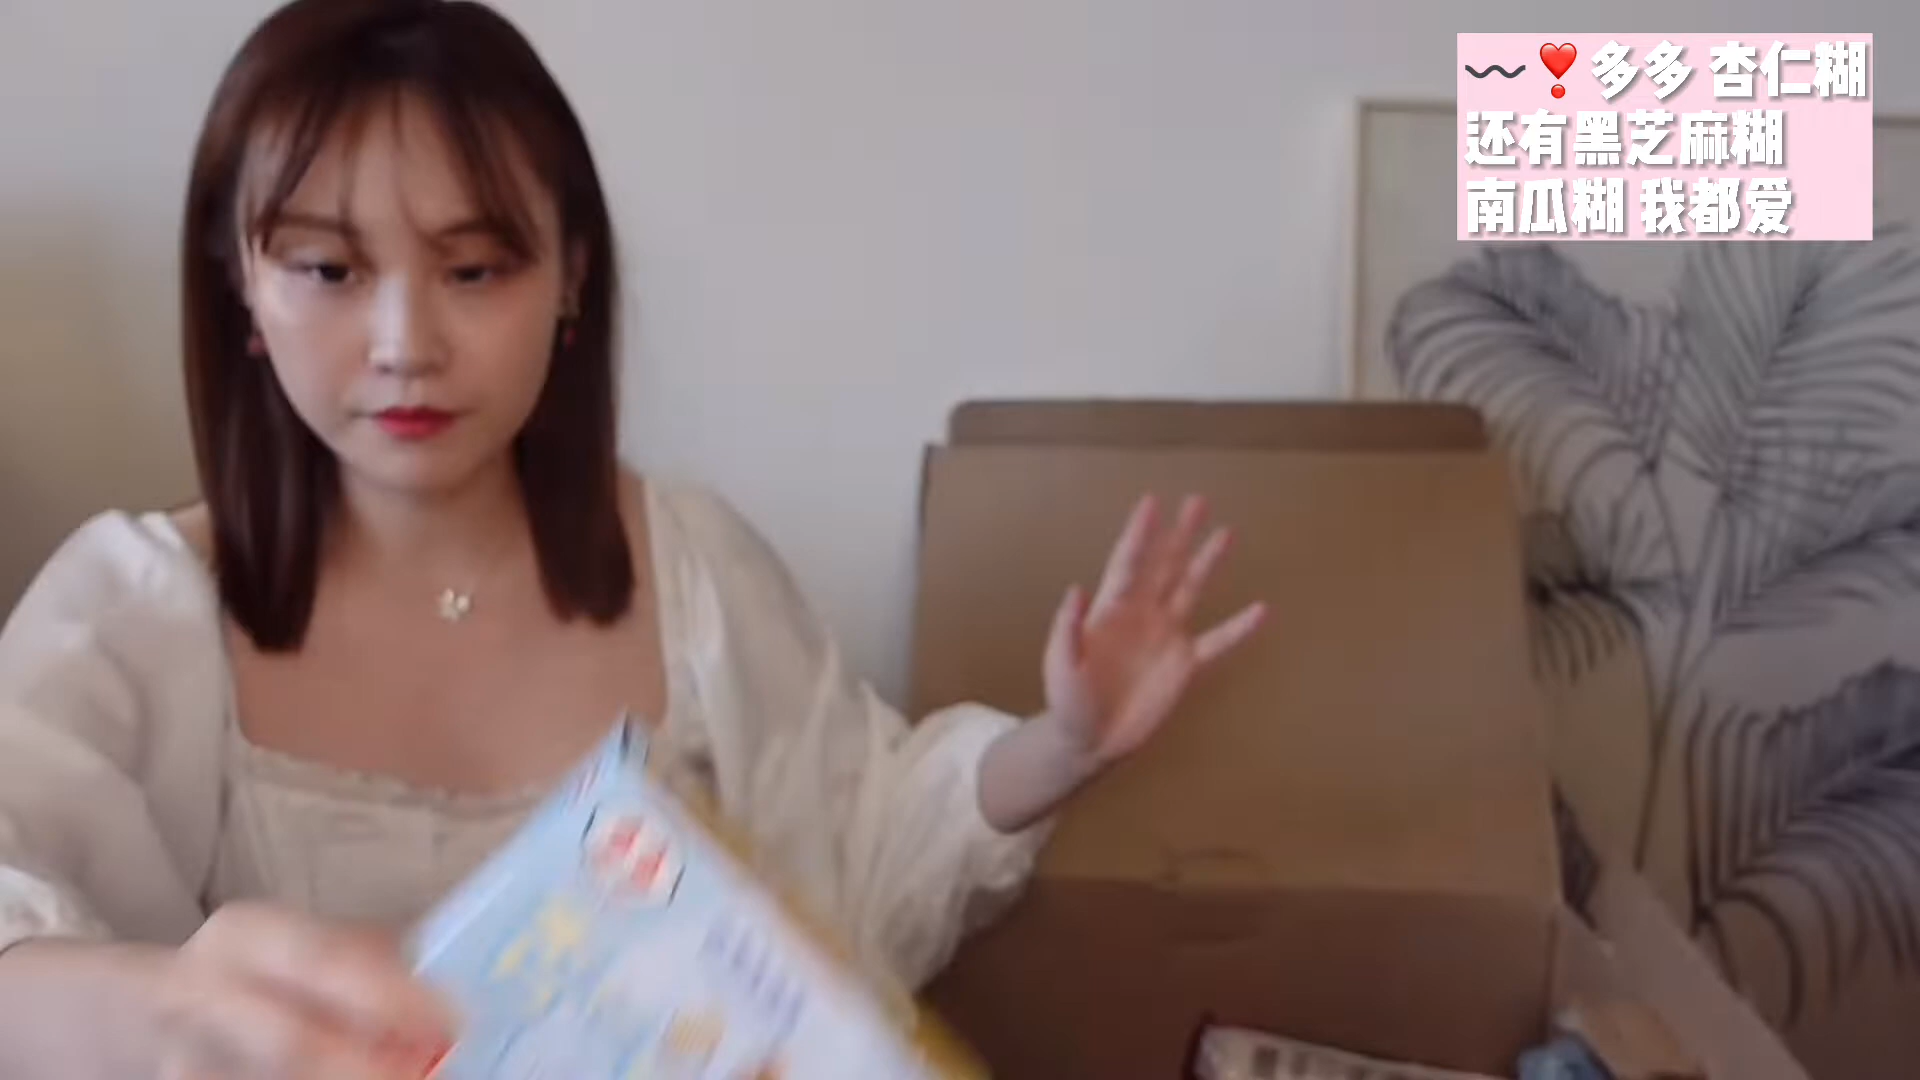 〰❣多多 杏仁糊
还有黑芝麻糊
南瓜糊 我都爱